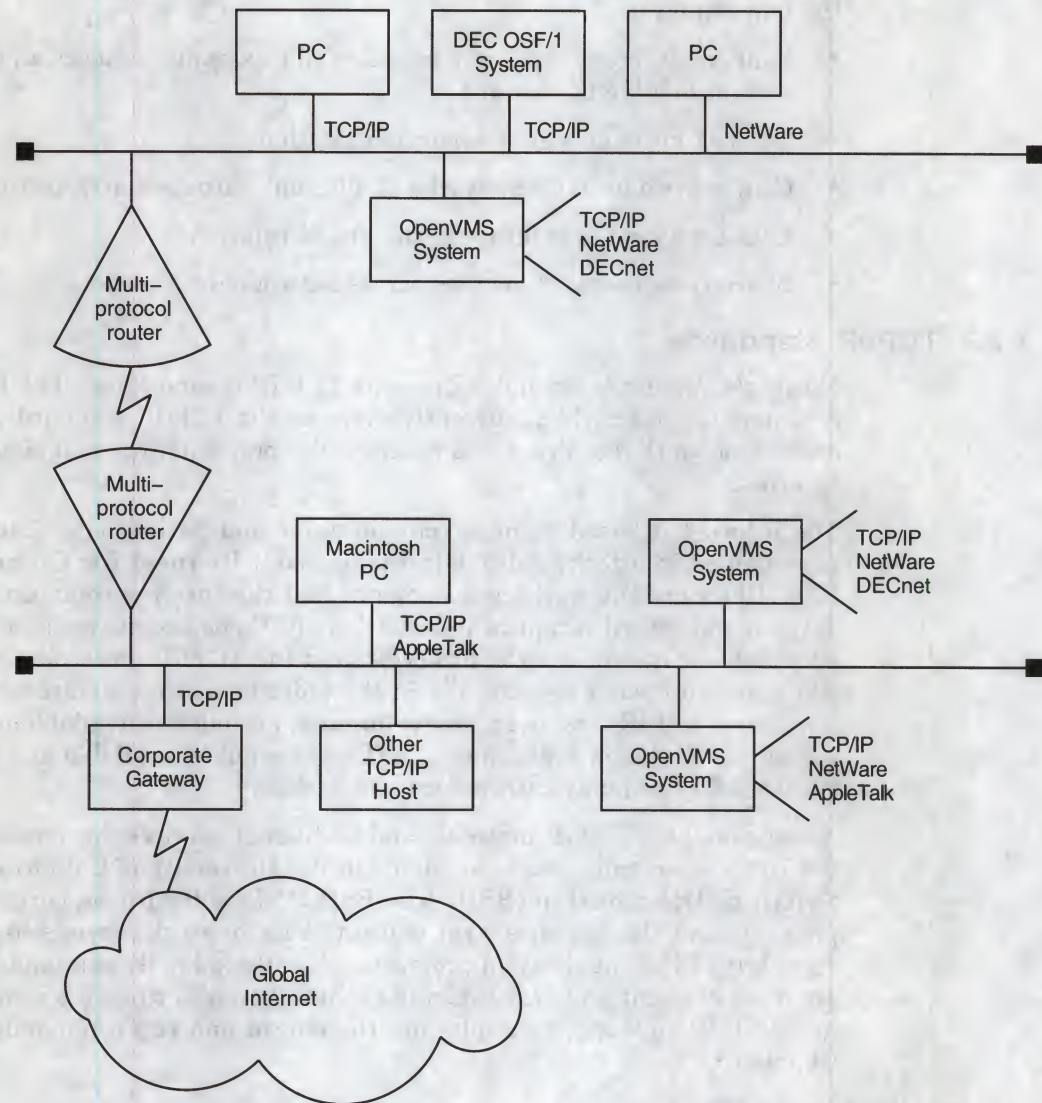 PC
DEC OSF/1
System
PC
TCP/IP
TCP/IP
NetWare
OpenVMS
System
TCP/IP
NetWare
DECnet
Multi–
protocol
router
Multi–
protocol
router
Macintosh
PC
OpenVMS
System
TCP/IP
NetWare
DECnet
TCP/IP
AppleTalk
TCP/IP
Corporate
Gateway
Other
TCP/IP
Host
OpenVMS
System
TCP/IP
NetWare
AppleTalk
Global
Internet